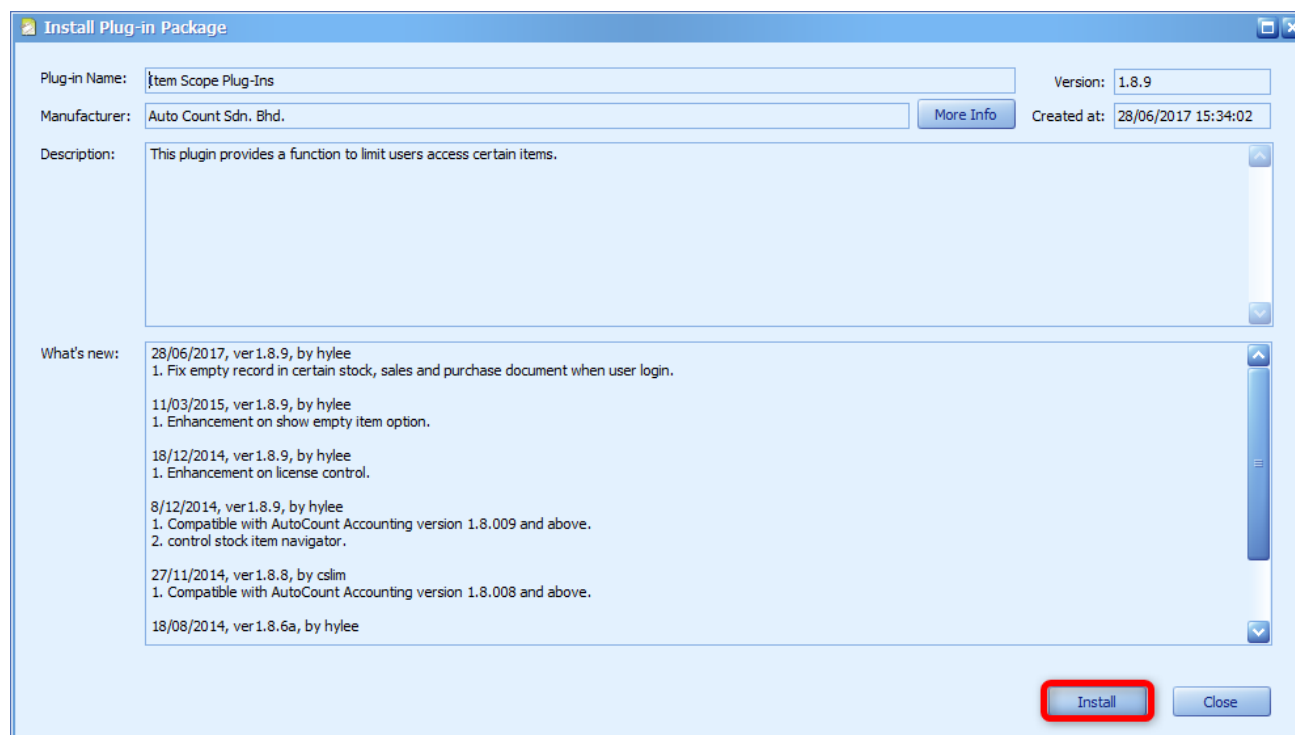 Install Plug-in Package
Plug-in Name: Item Scope Plug-Ins Version: 1.8.9
Manufacturer: Auto Count Sdn. Bhd. More Info Created at: 28/06/2017 15:34:02
Description: This plugin provides a function to limit users access certain items.
What's new: 28/06/2017, ver1.8.9, by hylee
1. Fix empty record in certain stock, sales and purchase document when user login.
11/03/2015, ver1.8.9, by hylee
1. Enhancement on show empty item option.
18/12/2014, ver1.8.9, by hylee
1. Enhancement on license control.
8/12/2014, ver1.8.9, by hylee
1. Compatible with AutoCount Accounting version 1.8.009 and above.
2. control stock item navigator.
27/11/2014, ver1.8.8, by cslim
1. Compatible with AutoCount Accounting version 1.8.008 and above.
18/08/2014, ver1.8.6a, by hylee
Install Close